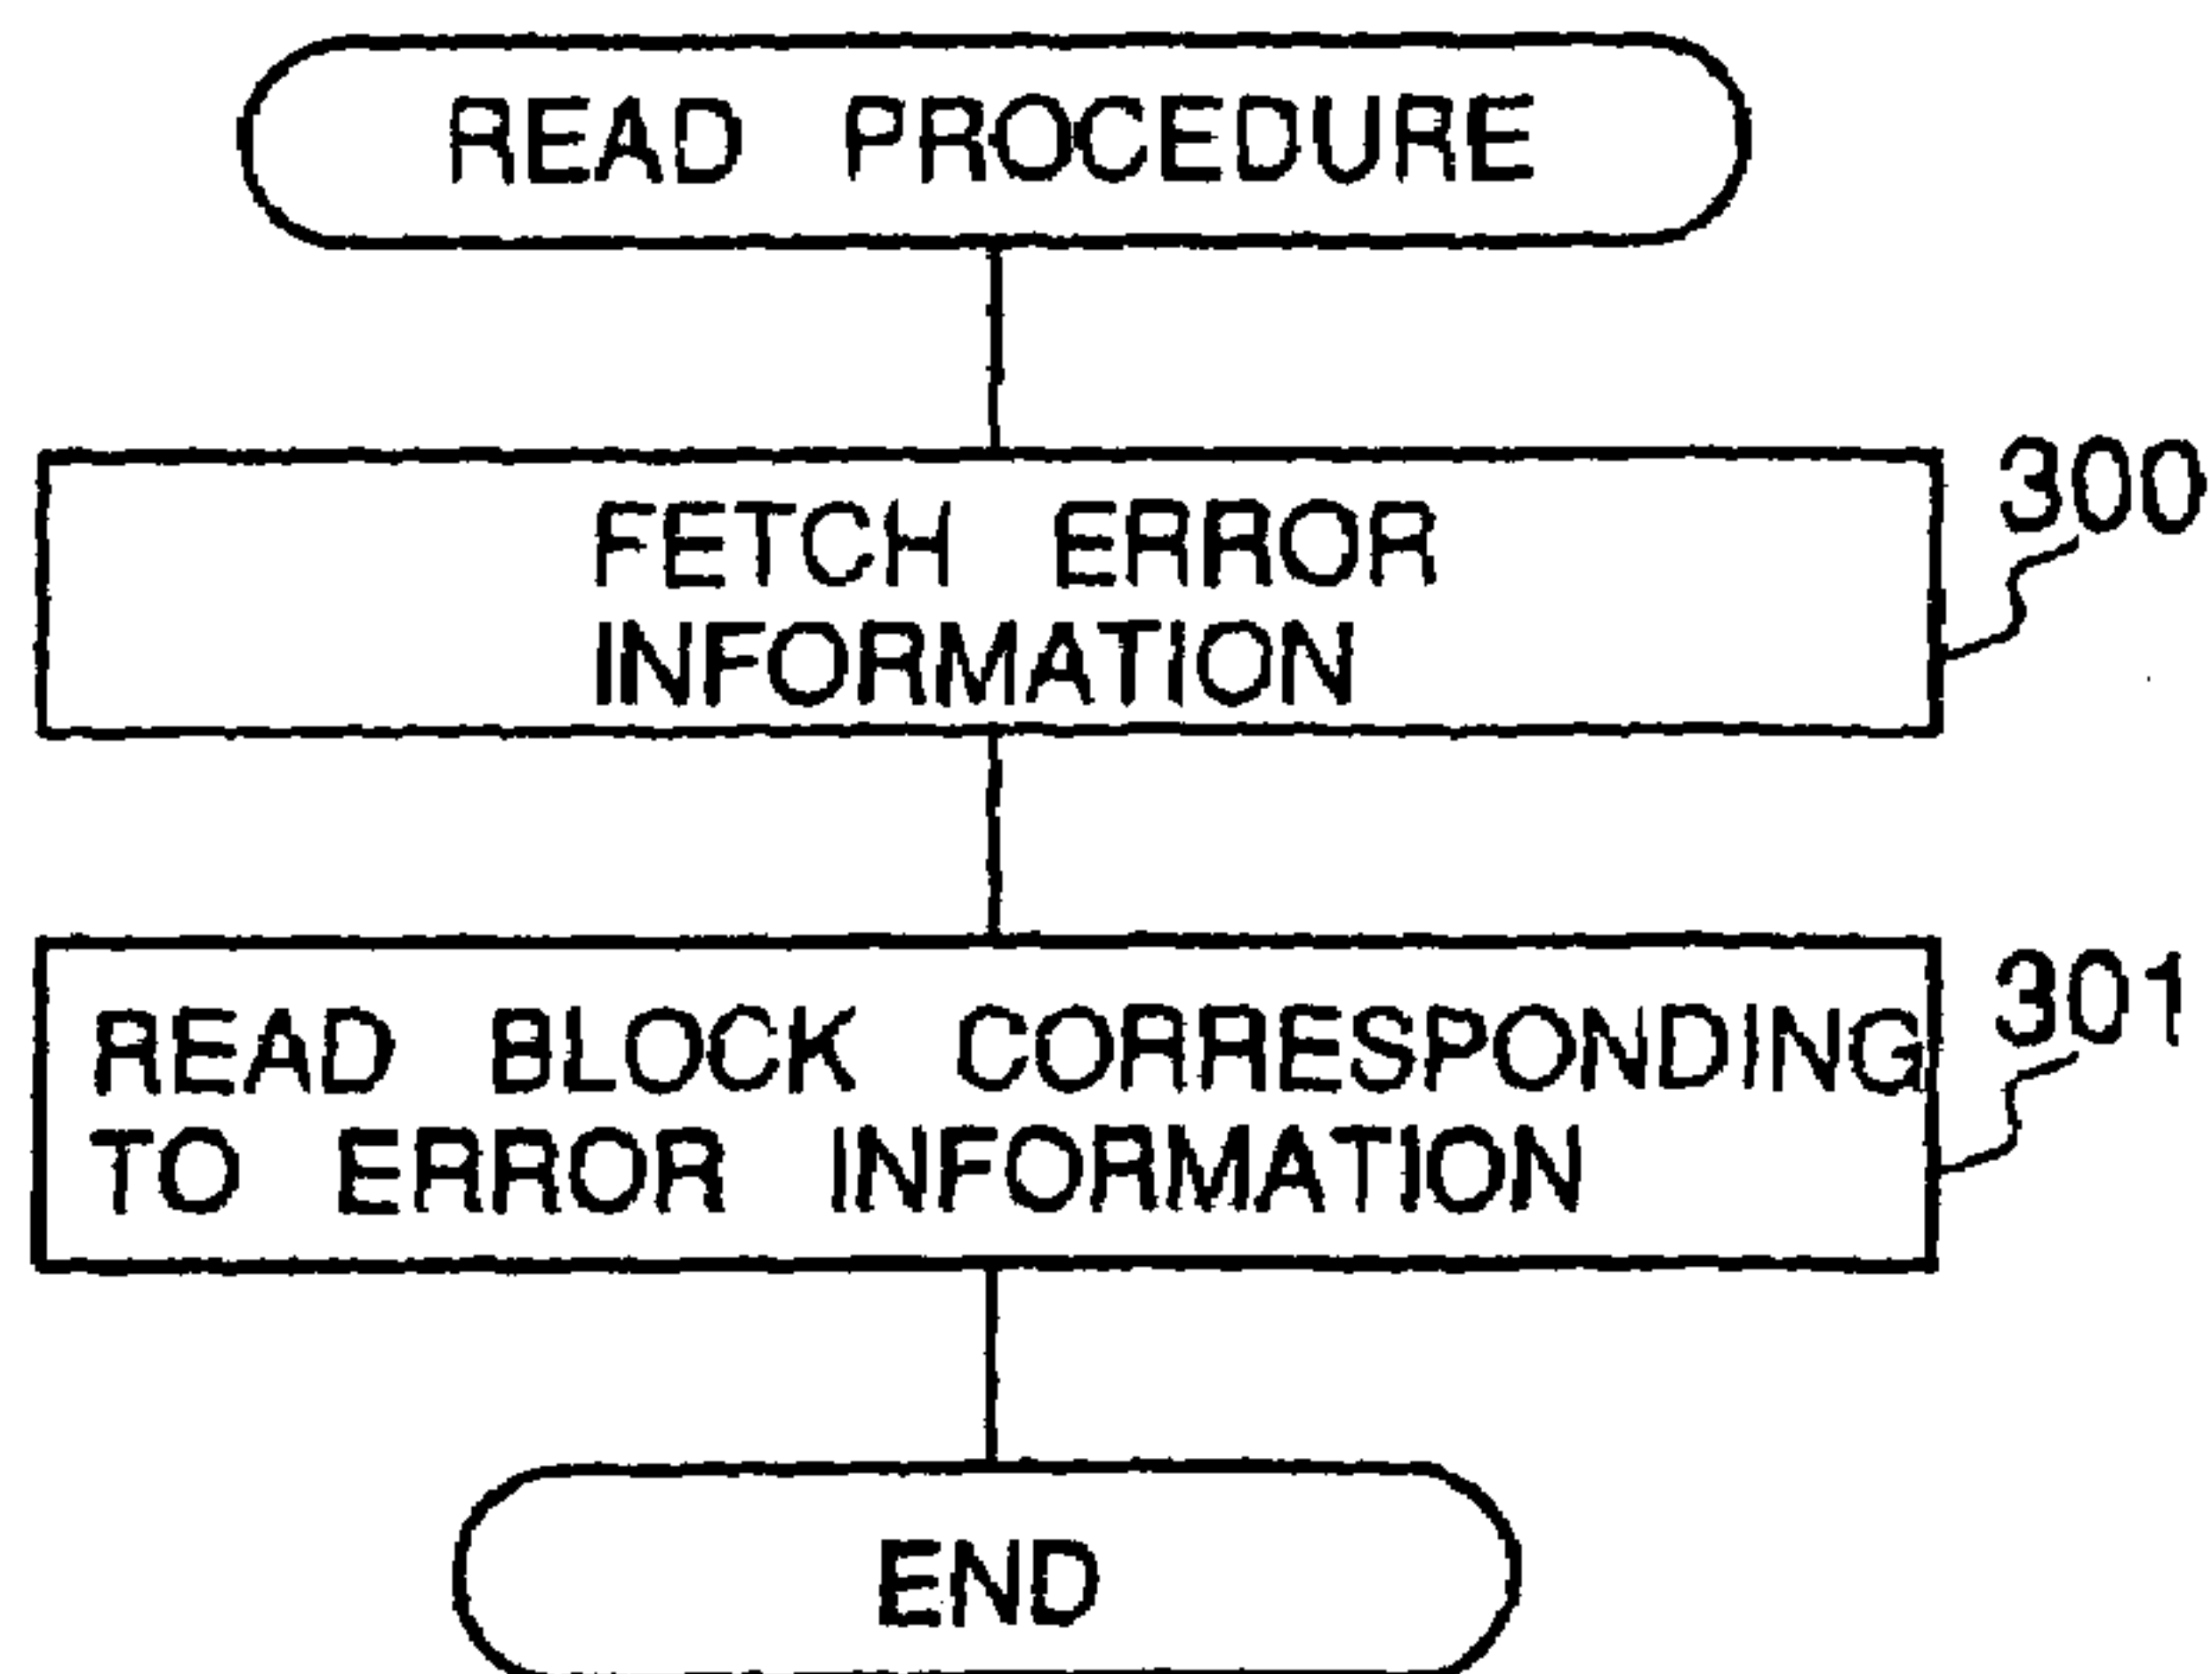 READ PROCEDURE
FETCH ERROR
INFORMATION
300
READ BLOCK CORRESPONDING
TO ERROR INFORMATION
301
END